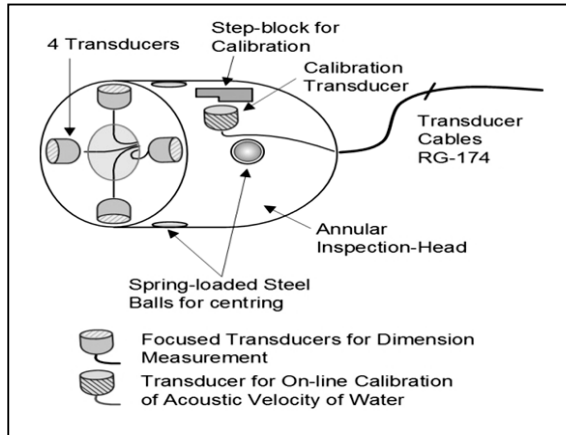 4 Transducers
Step-block for
Calibration
Calibration
Transducer
Transducer
Cables
RG-174
Annular
Inspection-Head
Spring-loaded Steel
Balls for centring
Focused Transducers for Dimension
Measurement
Transducer for On-line Calibration
of Acoustic Velocity of Water